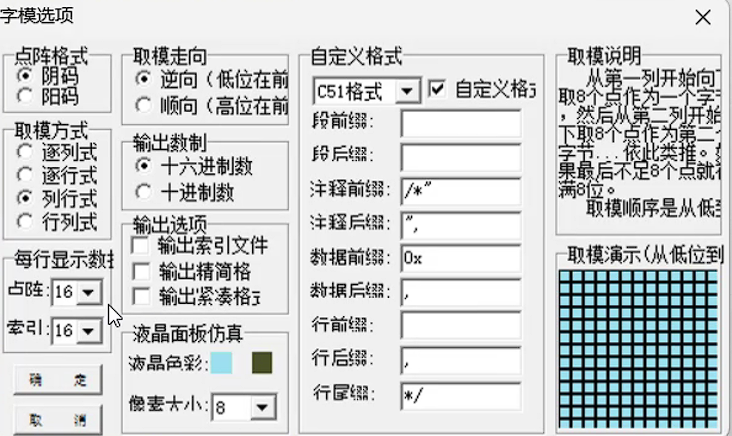 字模选项
点阵格式
阴码
阳码
取模方式
逐列式
逐行式
列行式
行列式
每行显示数
点阵: 16
索引: 16
确 定
取 消
取模走向
逆向（低位在前
顺向（高位在前
输出数制
十六进制数
十进制数
输出选项
输出索引文件
输出精简格
输出紧凑格式
液晶面板仿真
液晶色彩:
像素大小: 8
自定义格式
C51格式 自定义格式
段前缀:
段后缀:
注释前缀: /*"
注释后缀: ",
数据前缀: 0x
数据后缀: ,
行前缀:
行后缀: ,
行尾缀: */
取模说明
从第一列开始向下
取8个点作为一个字
，然后从第二列开始
下取8个点作为第二个
字节...依此类推。如
果最后不足8个点就补
满8位。
取模顺序是从低到
取模演示(从低位到